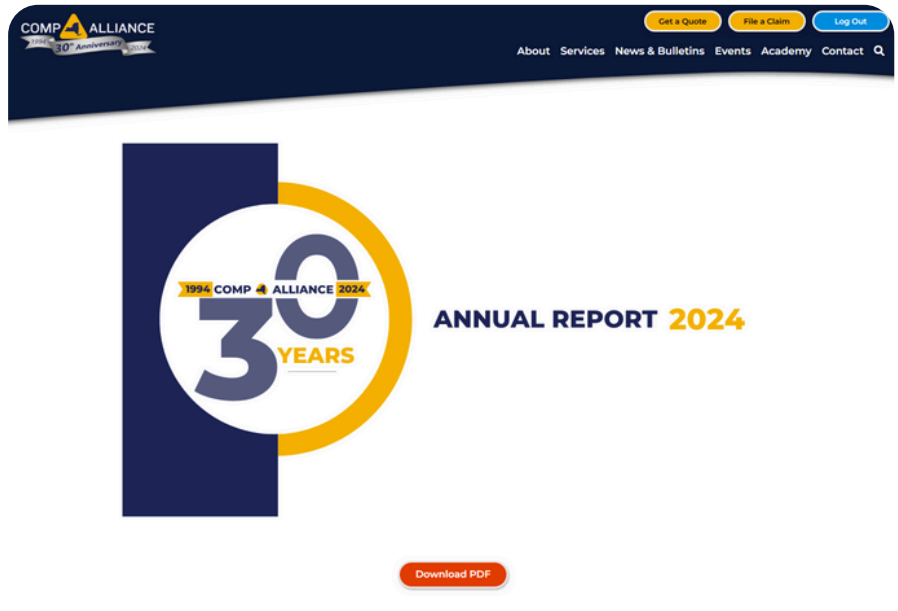 COMP ALLIANCE
1994 30th Anniversary 2024
Get a Quote File a Claim Log Out
About Services News & Bulletins Events Academy Contact
1994 COMP ALLIANCE 2024
30
YEARS
ANNUAL REPORT 2024
Download PDF